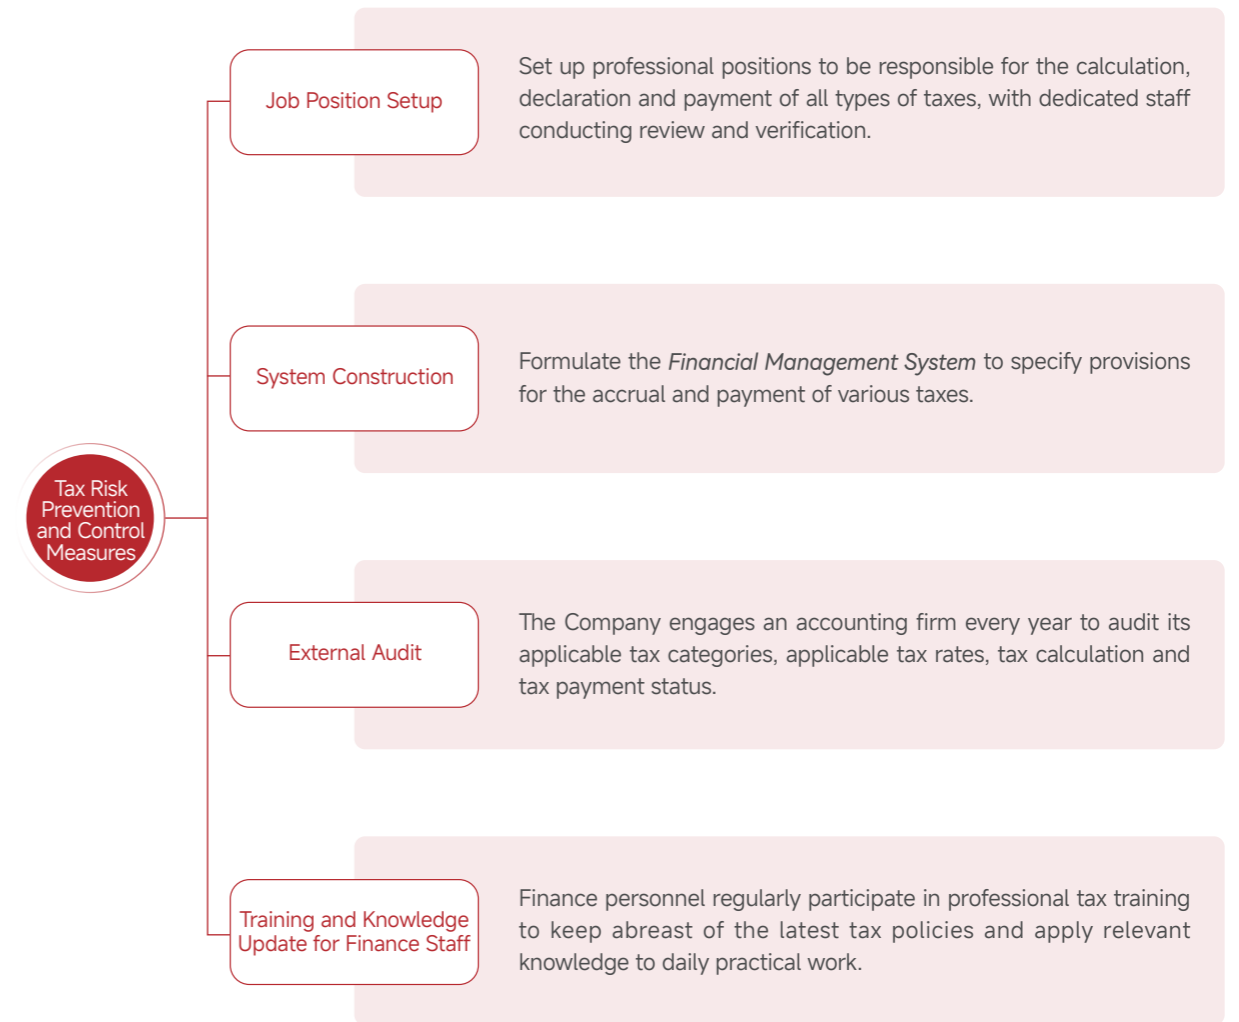 Job Position Setup
Set up professional positions to be responsible for the calculation,
declaration and payment of all types of taxes, with dedicated staff
conducting review and verification.
System Construction
Formulate the Financial Management System to specify provisions
for the accrual and payment of various taxes.
Tax Risk
Prevention
and Control
Measures
External Audit
The Company engages an accounting firm every year to audit its
applicable tax categories, applicable tax rates, tax calculation and
tax payment status.
Training and Knowledge
Update for Finance Staff
Finance personnel regularly participate in professional tax training
to keep abreast of the latest tax policies and apply relevant
knowledge to daily practical work.